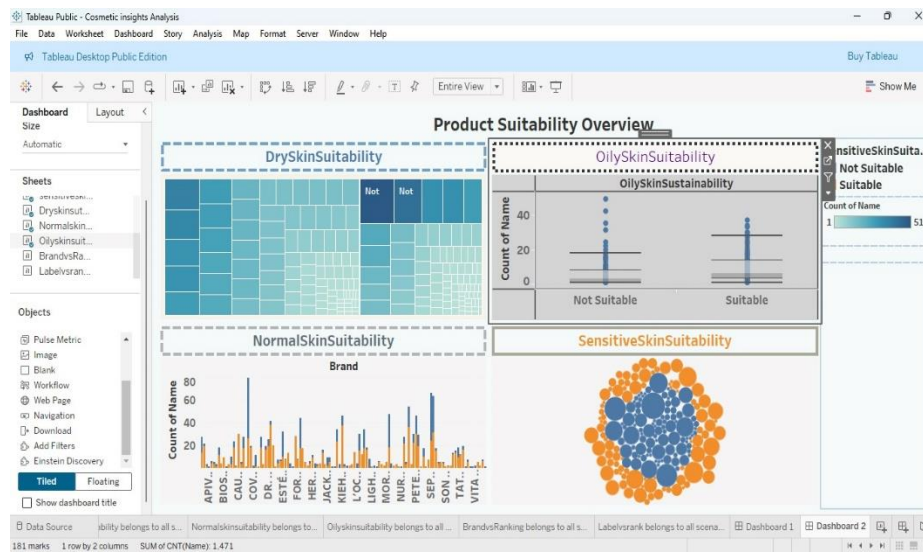 Tableau Public - Cosmetic insights Analysis
File Data Worksheet Dashboard Story Analysis Map Format Server Window Help
Tableau Desktop Public Edition
Buy Tableau
Entire View
Show Me
Dashboard Layout
Size
Automatic
Sheets
Dryskinsut...
Normalskin...
Oilyskinsuit...
BrandvsRa...
Labelvsran...
Objects
Pulse Metric
Image
Blank
Workflow
Web Page
Navigation
Download
Add Filters
Einstein Discovery
Tiled Floating
Show dashboard title
Product Suitability Overview
DrySkinSuitability
Not Not
OilySkinSuitability
OilySkinSustainability
Count of Name
40
20
0
Not Suitable Suitable
nsitiveSkinSuita...
Not Suitable
Suitable
Count of Name
1 51
NormalSkinSuitability
Brand
Count of Name
80
60
40
20
APIV... BIOS... CAU... COV... DR.... ESTÉ... FOR... HER... JACK... KIEH... L'OC... LIGH... MOR... NUR... PETE... SEP... SON... TAT... VITA...
SensitiveSkinSuitability
Data Source
ability belongs to all s... Normalskinsuitability belongs to... Oilyskinsuitability belongs to all ... BrandvsRanking belongs to all s... Labelvsrank belongs to all scena... Dashboard 1 Dashboard 2
181 marks 1 row by 2 columns SUM of CNT(Name): 1,471